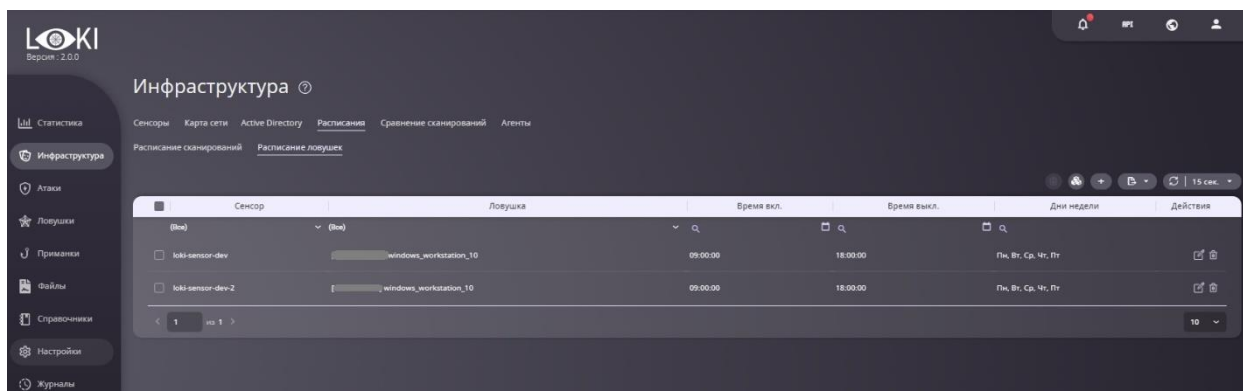 LOKI
Версия : 2.0.0
API
Инфраструктура
Статистика
Инфраструктура
Атаки
Ловушки
Приманки
Файлы
Справочники
Настройки
Журналы
Сенсоры Карта сети Active Directory Расписания Сравнение сканирований Агенты
Расписание сканирований Расписание ловушек
15 сек.
Сенсор Ловушка Время вкл. Время выкл. Дни недели Действия
(Все) (Все)
loki-sensor-dev windows_workstation_10 09:00:00 18:00:00 Пн, Вт, Ср, Чт, Пт
loki-sensor-dev-2 windows_workstation_10 09:00:00 18:00:00 Пн, Вт, Ср, Чт, Пт
1 из 1 10